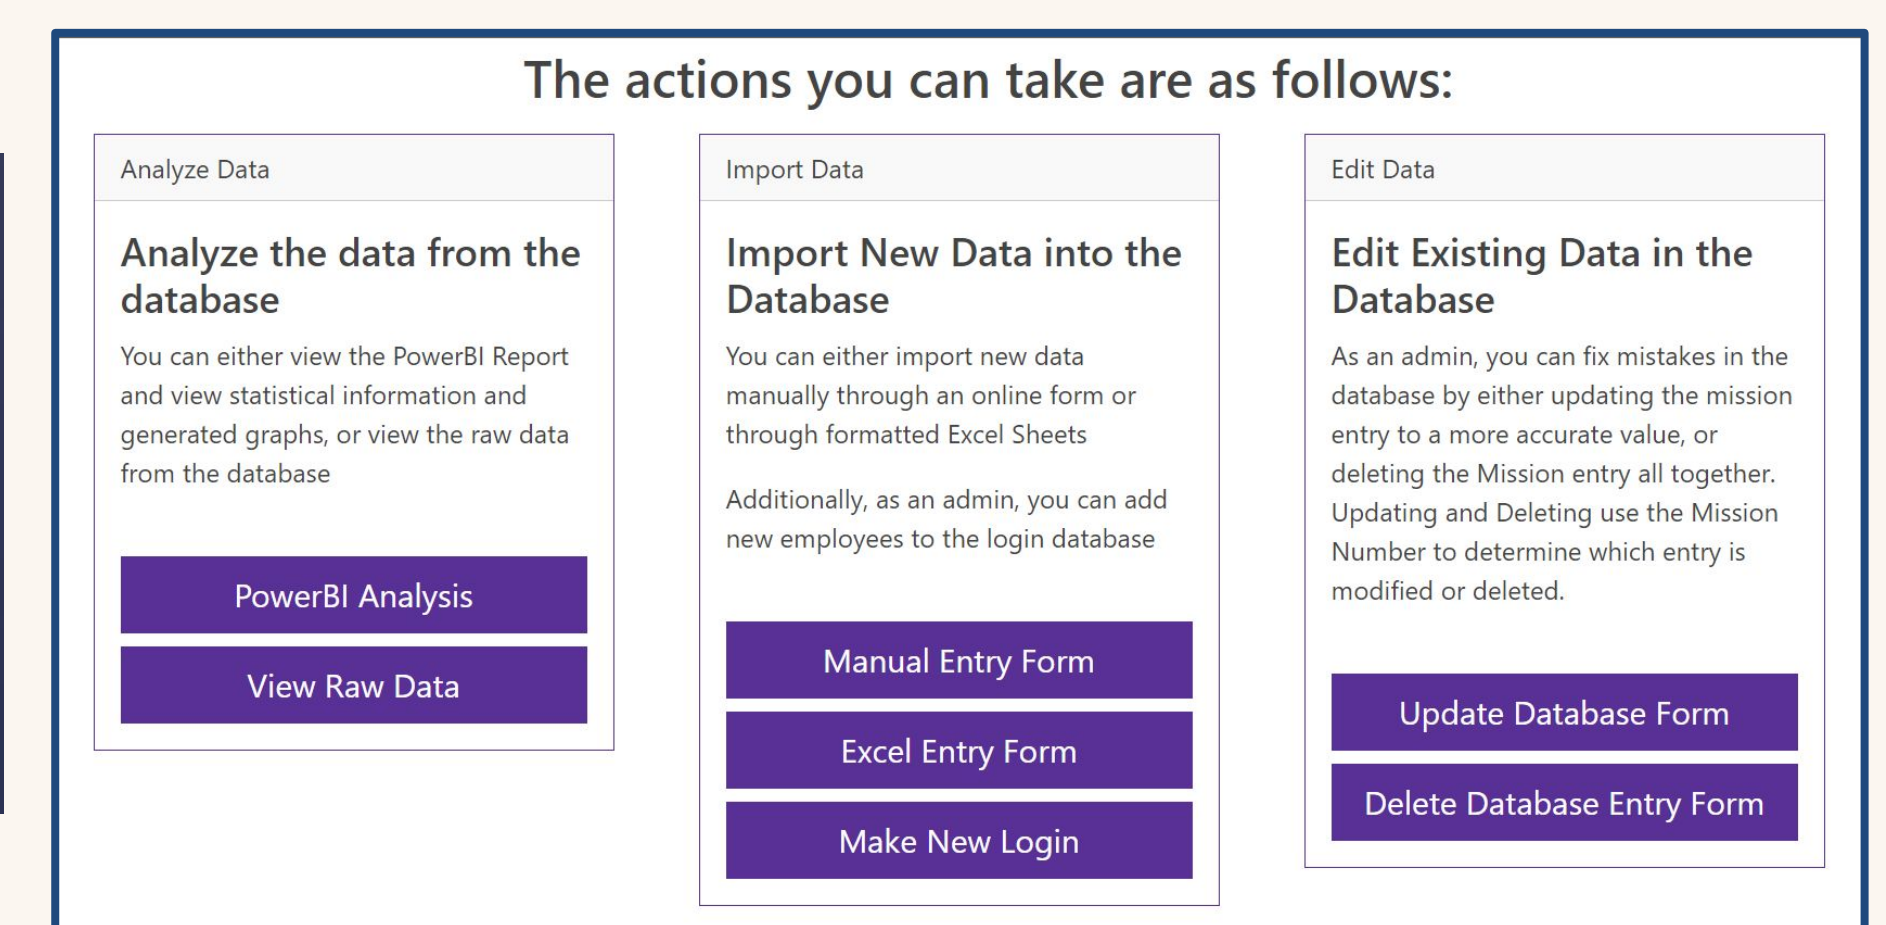 The actions you can take are as follows:
Analyze Data
Analyze the data from the
database
You can either view the PowerBI Report
and view statistical information and
generated graphs, or view the raw data
from the database
PowerBI Analysis
View Raw Data
Import Data
Import New Data into the
Database
You can either import new data
manually through an online form or
through formatted Excel Sheets
Additionally, as an admin, you can add
new employees to the login database
Manual Entry Form
Excel Entry Form
Make New Login
Edit Data
Edit Existing Data in the
Database
As an admin, you can fix mistakes in the
database by either updating the mission
entry to a more accurate value, or
deleting the Mission entry all together.
Updating and Deleting use the Mission
Number to determine which entry is
modified or deleted.
Update Database Form
Delete Database Entry Form